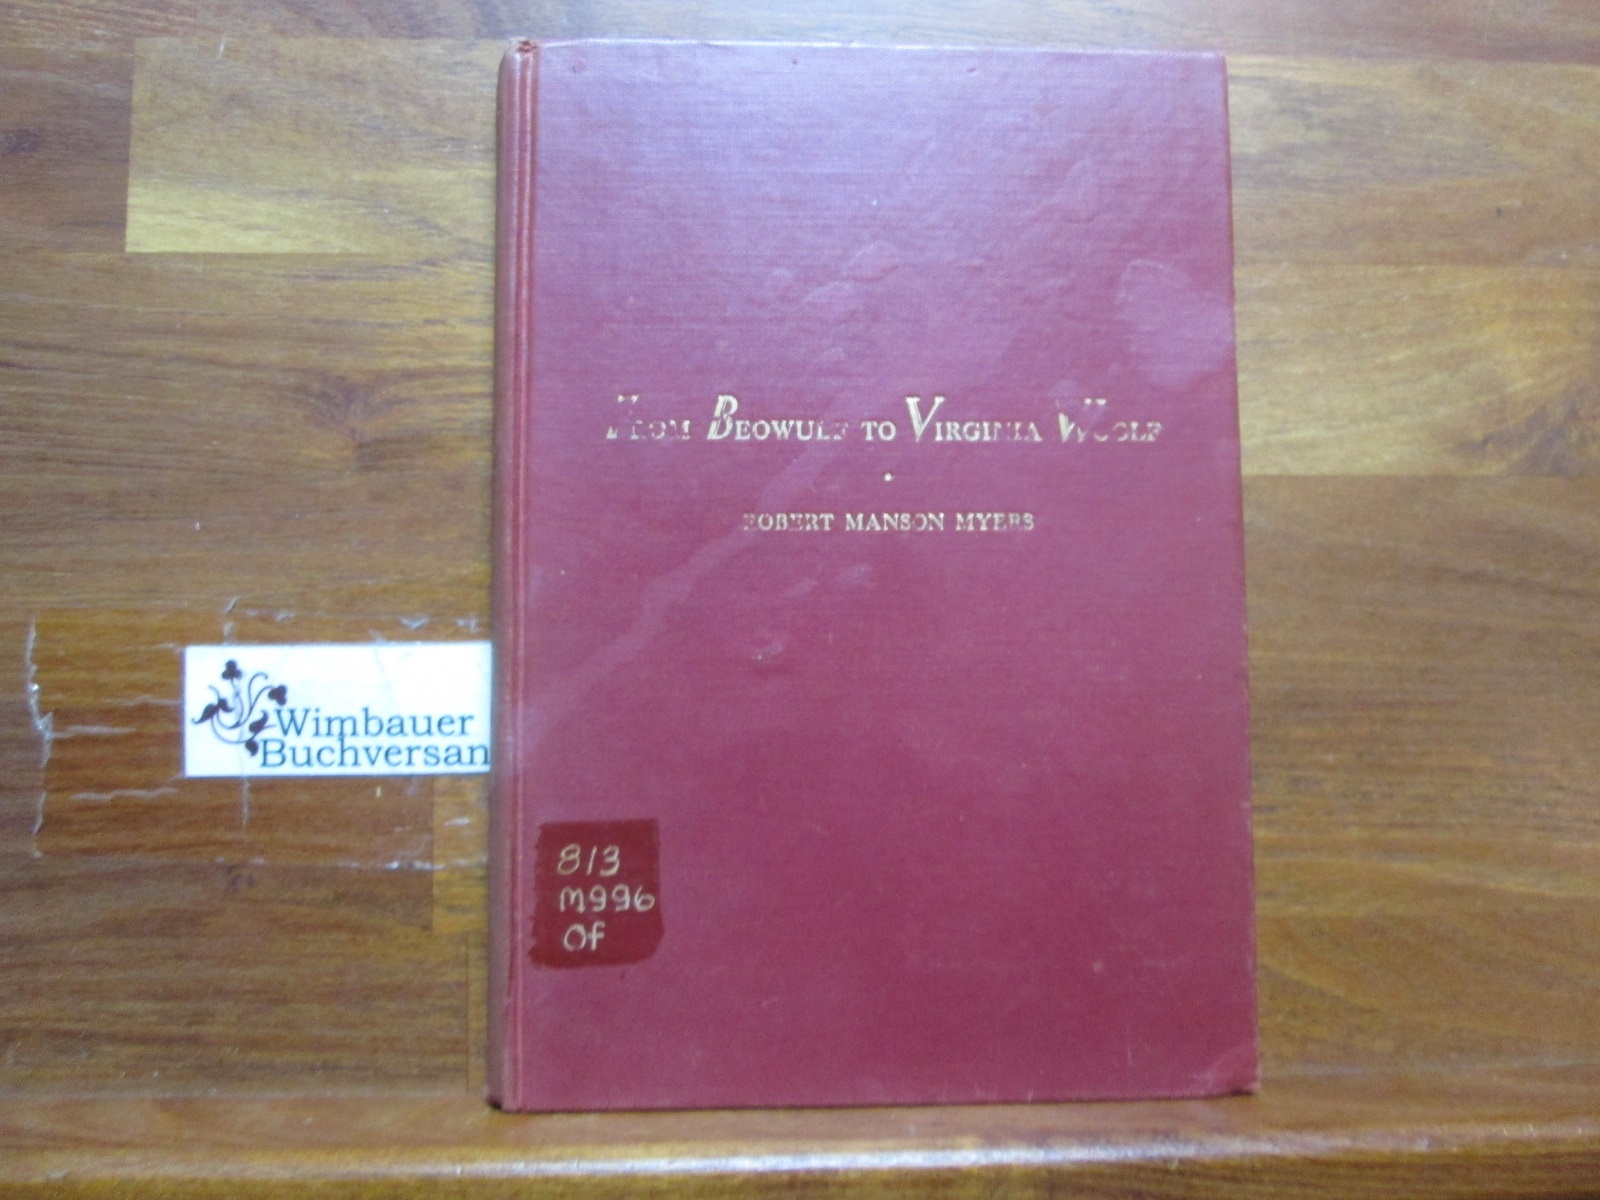 From Beowulf to Virginia Woolf
ROBERT MANSON MYERS
Wimbauer
Buchversan
813
M996
Of